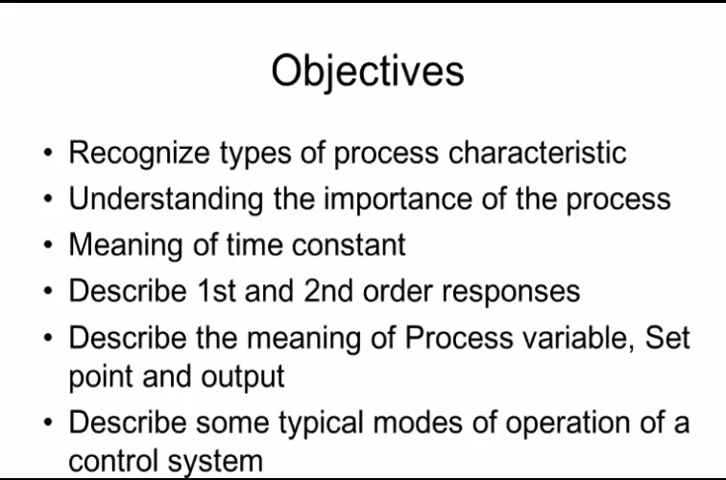 Objectives
• Recognize types of process characteristic
• Understanding the importance of the process
• Meaning of time constant
• Describe 1st and 2nd order responses
• Describe the meaning of Process variable, Set
point and output
• Describe some typical modes of operation of a
control system